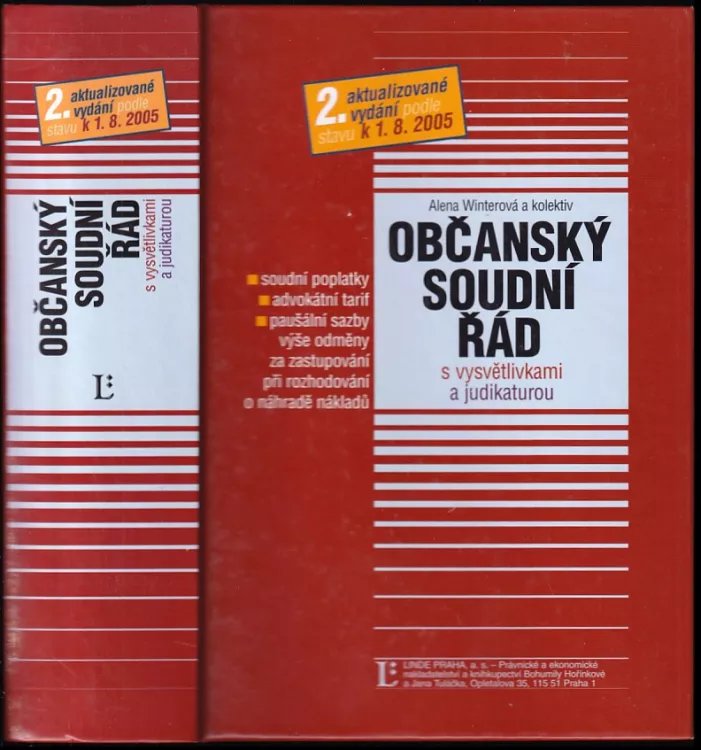 2. aktualizované
vydání podle
stavu k 1. 8. 2005
OBČANSKÝ
SOUDNÍ
ŘÁD
s vysvětlivkami
a judikaturou
L
2. aktualizované
vydání podle
stavu k 1. 8. 2005
Alena Winterová a kolektiv
OBČANSKÝ
SOUDNÍ
ŘÁD
s vysvětlivkami
a judikaturou
soudní poplatky
advokátní tarif
paušální sazby
výše odměny
za zastupování
při rozhodování
o náhradě nákladů
L
LINDE PRAHA, a. s. – Právnické a ekonomické
nakladatelství a knihkupectví Bohumily Hořínkové
a Jana Tuláčka, Opletalova 35, 115 51 Praha 1